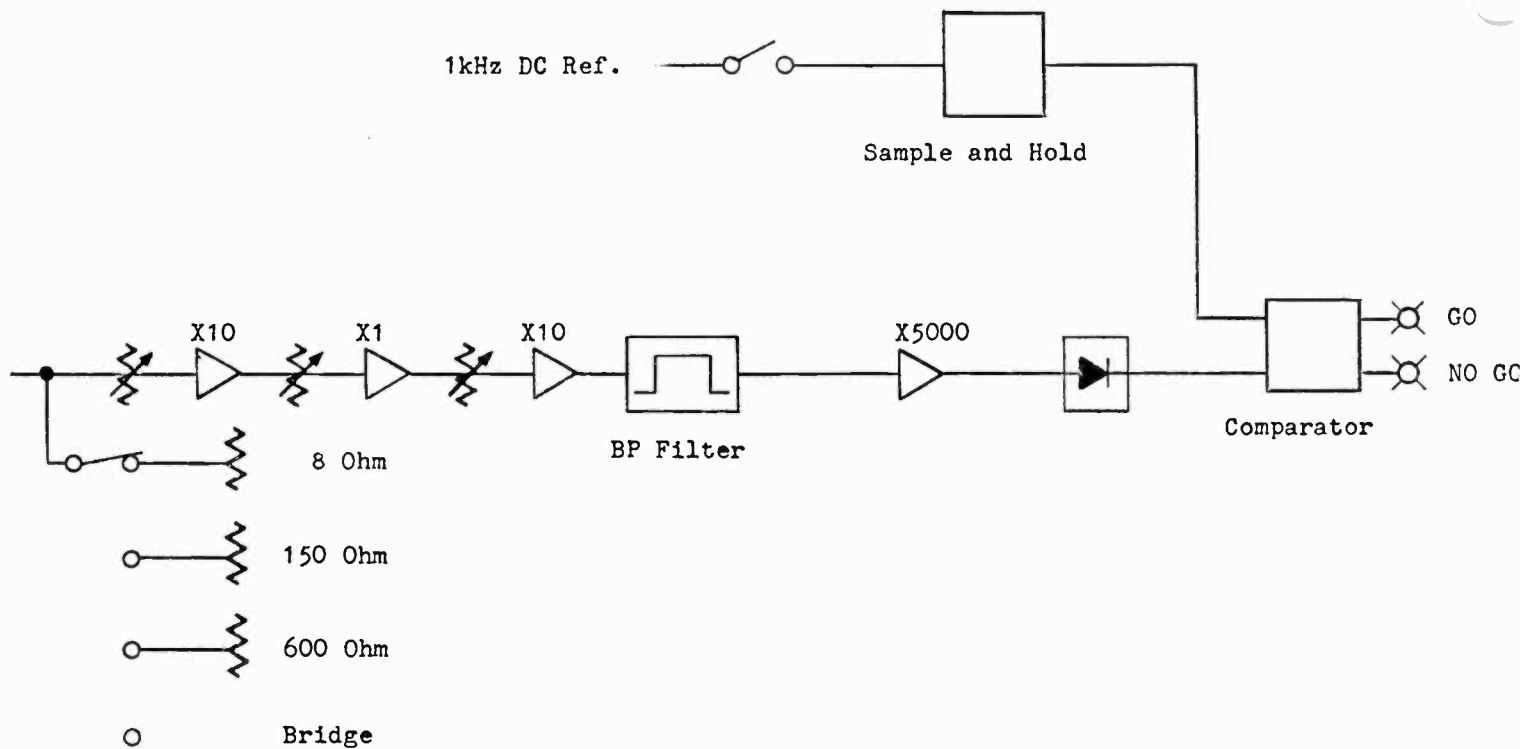 1kHz DC Ref.
Sample and Hold
X10
X1
X10
X5000
GO
NO GO
BP Filter
Comparator
8 Ohm
150 Ohm
600 Ohm
Bridge